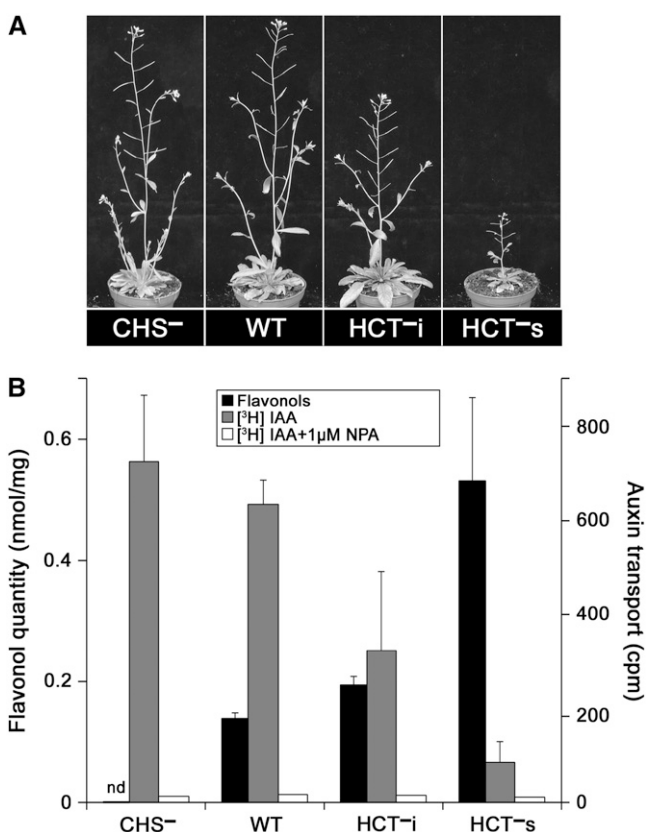 A
CHS–
WT
HCT–i
HCT–s
B
Flavonols
[³H] IAA
[³H] IAA+1μM NPA
Flavonol quantity (nmol/mg)
0.6
0.4
0.2
0
Auxin transport (cpm)
800
600
400
200
0
nd
CHS–
WT
HCT–i
HCT–s